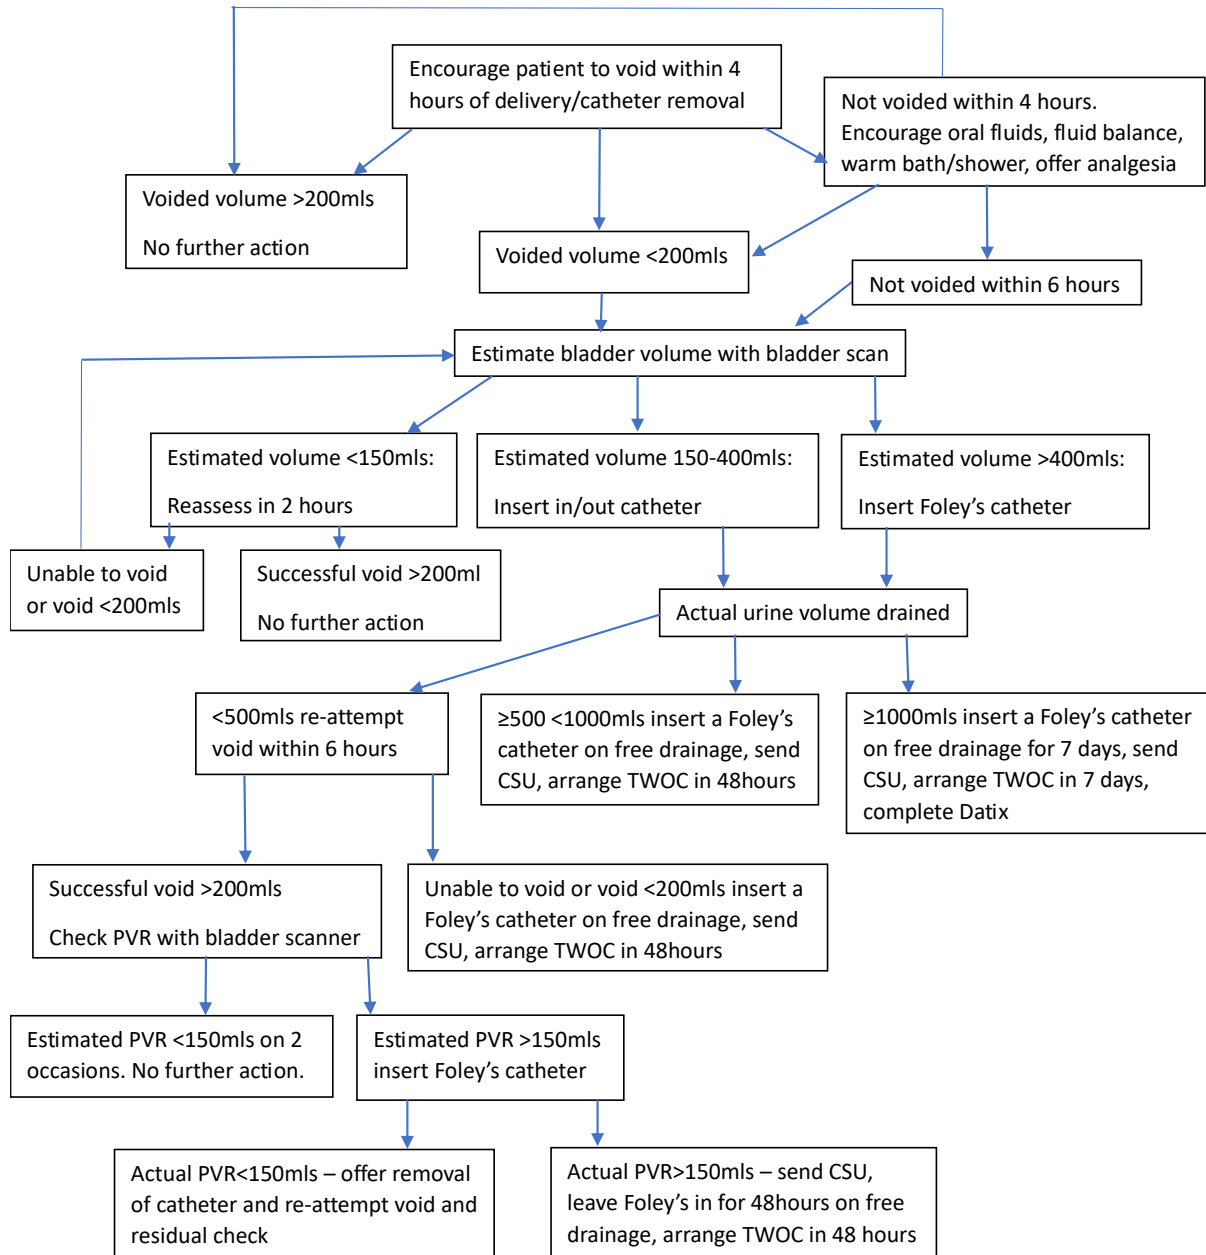 Encourage patient to void within 4
hours of delivery/catheter removal
Not voided within 4 hours.
Encourage oral fluids, fluid balance,
warm bath/shower, offer analgesia
Voided volume >200mls
No further action
Voided volume <200mls
Not voided within 6 hours
Estimate bladder volume with bladder scan
Estimated volume <150mls:
Reassess in 2 hours
Estimated volume 150-400mls:
Insert in/out catheter
Estimated volume >400mls:
Insert Foley’s catheter
Unable to void
or void <200mls
Successful void >200ml
No further action
Actual urine volume drained
<500mls re-attempt
void within 6 hours
≥500 <1000mls insert a Foley’s
catheter on free drainage, send
CSU, arrange TWOC in 48hours
≥1000mls insert a Foley’s catheter
on free drainage for 7 days, send
CSU, arrange TWOC in 7 days,
complete Datix
Successful void >200mls
Check PVR with bladder scanner
Unable to void or void <200mls insert a
Foley’s catheter on free drainage, send
CSU, arrange TWOC in 48hours
Estimated PVR <150mls on 2
occasions. No further action.
Estimated PVR >150mls
insert Foley’s catheter
Actual PVR<150mls – offer removal
of catheter and re-attempt void and
residual check
Actual PVR>150mls – send CSU,
leave Foley’s in for 48hours on free
drainage, arrange TWOC in 48 hours